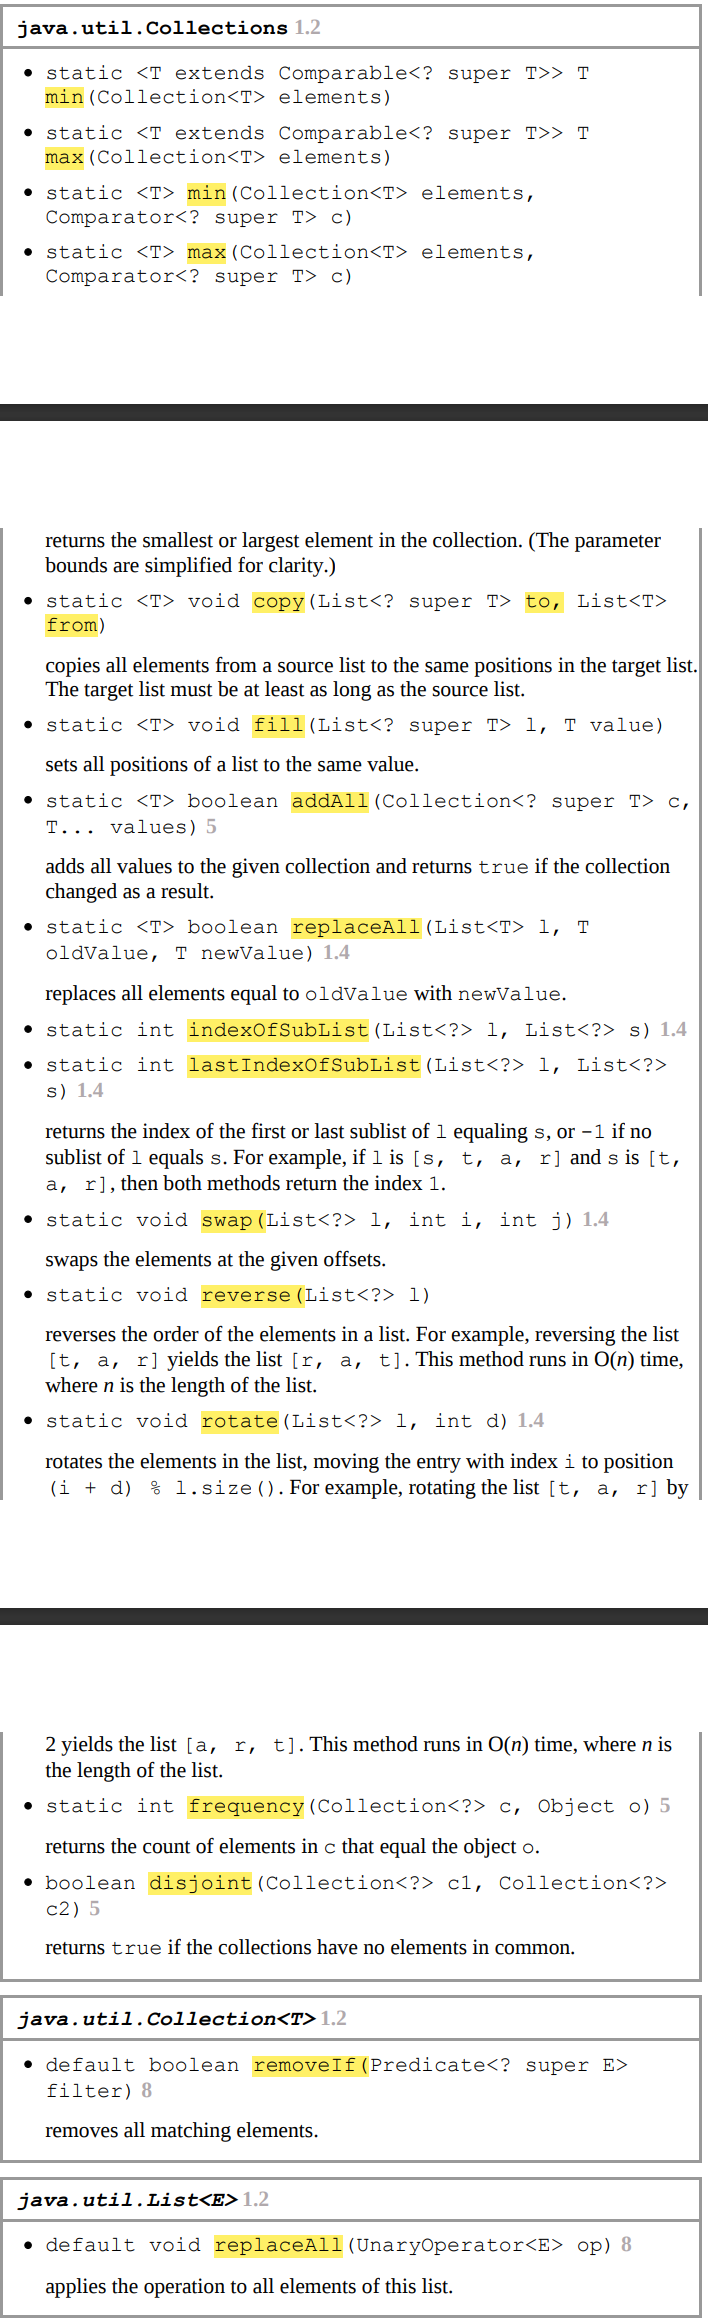 java.util.Collections 1.2
• static <T extends Comparable<? super T>> T
min(Collection<T> elements)
• static <T extends Comparable<? super T>> T
max(Collection<T> elements)
• static <T> min(Collection<T> elements,
Comparator<? super T> c)
• static <T> max(Collection<T> elements,
Comparator<? super T> c)
returns the smallest or largest element in the collection. (The parameter
bounds are simplified for clarity.)
• static <T> void copy(List<? super T> to, List<T>
from)
copies all elements from a source list to the same positions in the target list.
The target list must be at least as long as the source list.
• static <T> void fill(List<? super T> l, T value)
sets all positions of a list to the same value.
• static <T> boolean addAll(Collection<? super T> c,
T... values) 5
adds all values to the given collection and returns true if the collection
changed as a result.
• static <T> boolean replaceAll(List<T> l, T
oldValue, T newValue) 1.4
replaces all elements equal to oldValue with newValue.
• static int indexOfSubList(List<?> l, List<?> s) 1.4
• static int lastIndexOfSubList(List<?> l, List<?>
s) 1.4
returns the index of the first or last sublist of l equaling s, or −1 if no
sublist of l equals s. For example, if l is [s, t, a, r] and s is [t,
a, r], then both methods return the index 1.
• static void swap(List<?> l, int i, int j) 1.4
swaps the elements at the given offsets.
• static void reverse(List<?> l)
reverses the order of the elements in a list. For example, reversing the list
[t, a, r] yields the list [r, a, t]. This method runs in O(n) time,
where n is the length of the list.
• static void rotate(List<?> l, int d) 1.4
rotates the elements in the list, moving the entry with index i to position
(i + d) % l.size(). For example, rotating the list [t, a, r] by
2 yields the list [a, r, t]. This method runs in O(n) time, where n is
the length of the list.
• static int frequency(Collection<?> c, Object o) 5
returns the count of elements in c that equal the object o.
• boolean disjoint(Collection<?> c1, Collection<?>
c2) 5
returns true if the collections have no elements in common.
java.util.Collection<T> 1.2
• default boolean removeIf(Predicate<? super E>
filter) 8
removes all matching elements.
java.util.List<E> 1.2
• default void replaceAll(UnaryOperator<E> op) 8
applies the operation to all elements of this list.